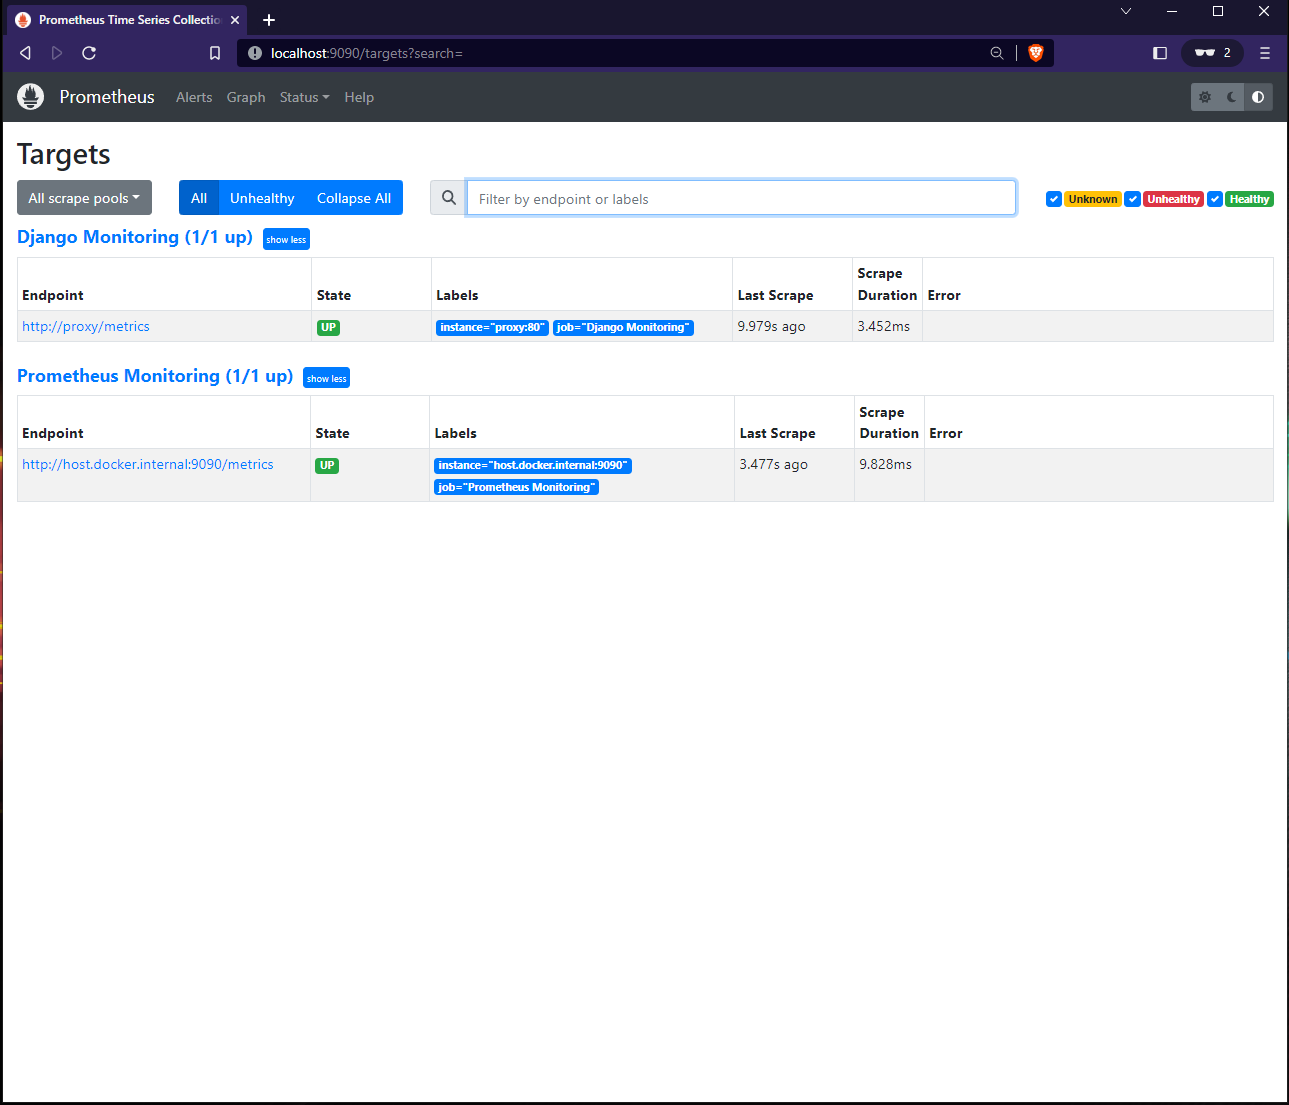 Prometheus Time Series Collectio
2
localhost:9090/targets?search=
Prometheus Alerts Graph Status Help
Targets
All scrape pools All Unhealthy Collapse All Filter by endpoint or labels Unknown Unhealthy Healthy
Django Monitoring (1/1 up) show less
Endpoint State Labels Last Scrape Scrape Duration Error
http://proxy/metrics UP instance="proxy:80" job="Django Monitoring" 9.979s ago 3.452ms
Prometheus Monitoring (1/1 up) show less
Endpoint State Labels Last Scrape Scrape Duration Error
http://host.docker.internal:9090/metrics UP instance="host.docker.internal:9090" 3.477s ago 9.828ms
job="Prometheus Monitoring"